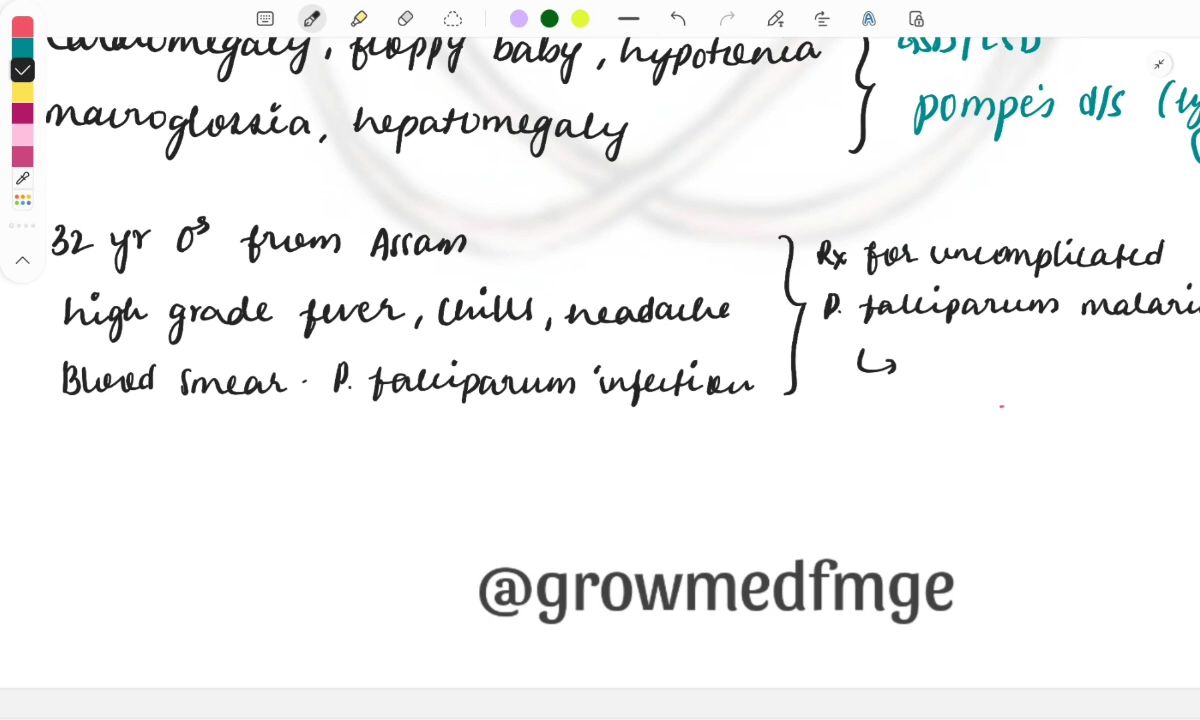 cardiomegaly, floppy baby, hypotonia
macroglossia, hepatomegaly
pompe's d/s
32 yr ♂ from Assam
high grade fever, chills, headache
Blood smear · P. falciparum infection
Rx for uncomplicated
P. falciparum malari
↳
@growmedfmge